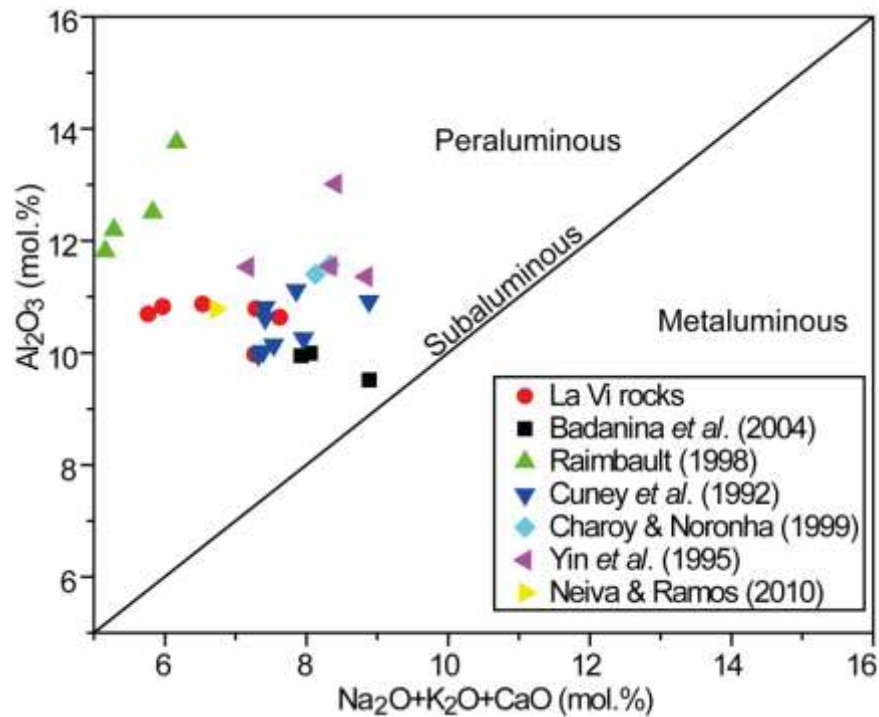 16
14
12
10
8
6
Al₂O₃ (mol.%)
Peraluminous
Subaluminous
Metaluminous
La Vi rocks
Badanina et al. (2004)
Raimbault (1998)
Cuney et al. (1992)
Charoy & Noronha (1999)
Yin et al. (1995)
Neiva & Ramos (2010)
6 8 10 12 14 16
Na₂O+K₂O+CaO (mol.%)